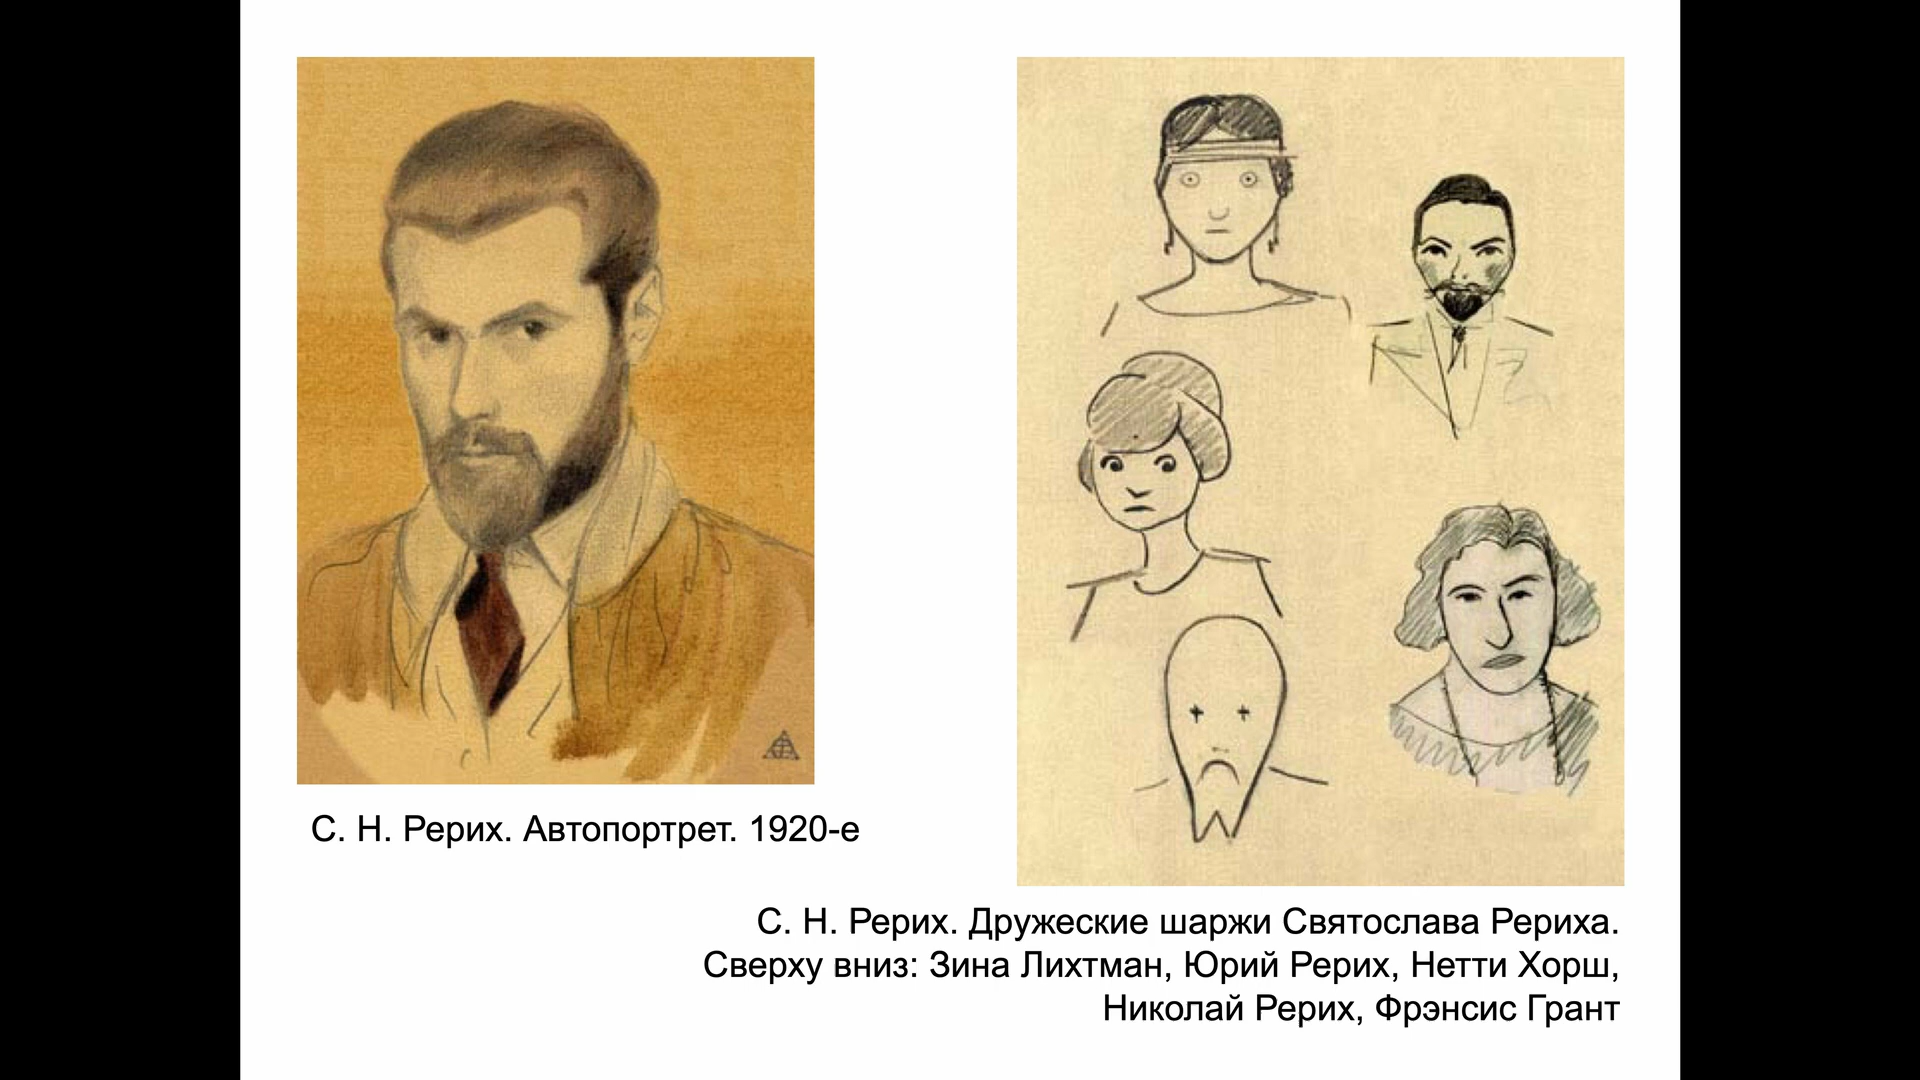 С. Н. Рерих. Автопортрет. 1920-е
С. Н. Рерих. Дружеские шаржи Святослава Рериха.
Сверху вниз: Зина Лихтман, Юрий Рерих, Нетти Хорш,
Николай Рерих, Фрэнсис Грант